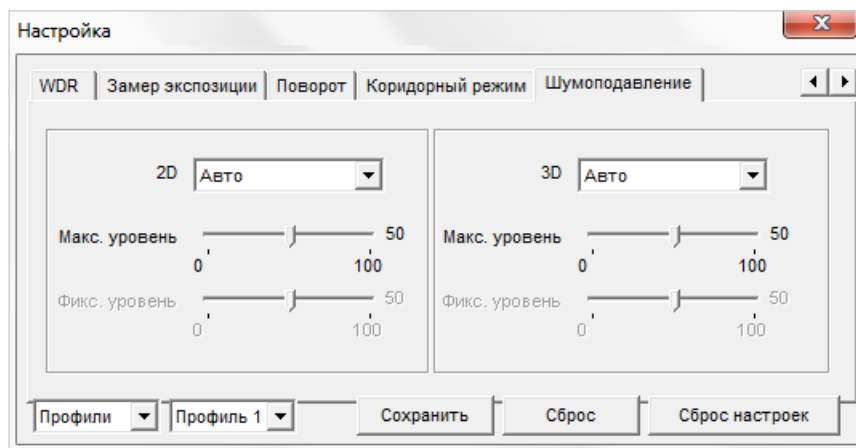 Настройка
WDR Замер экспозиции Поворот Коридорный режим Шумоподавление
2D Авто 3D Авто
Макс. уровень 50 Макс. уровень 50
0 100 0 100
Фикс. уровень 50 Фикс. уровень 50
0 100 0 100
Профили Профиль 1 Сохранить Сброс Сброс настроек